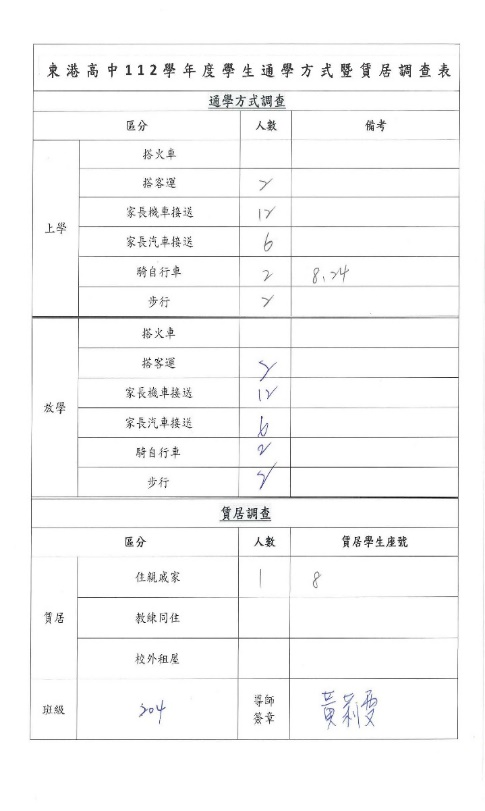 東港高中112學年度學生通學方式暨賃居調查表
通學方式調查
區分 人數 備考
上學
搭火車
搭客運 2
家長機車接送 12
家長汽車接送 6
騎自行車 2 8、24
步行 2
放學
搭火車
搭客運 2
家長機車接送 12
家長汽車接送 6
騎自行車 2
步行 2
賃居調查
區分 人數 賃居學生座號
賃居
住親戚家 1 8
教練同住
校外租屋
班級 304 導師簽章 黃莉雯